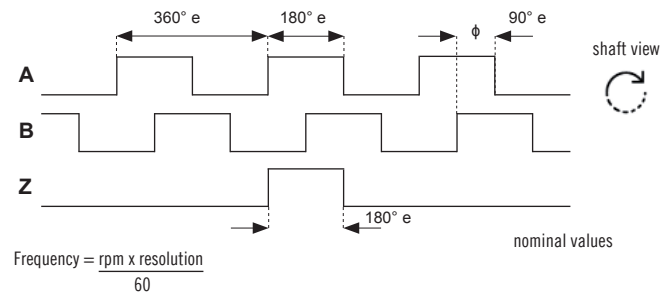 360° e 180° e ϕ 90° e
shaft view
A
B
Z
180° e
nominal values
Frequency = rpm x resolution
60